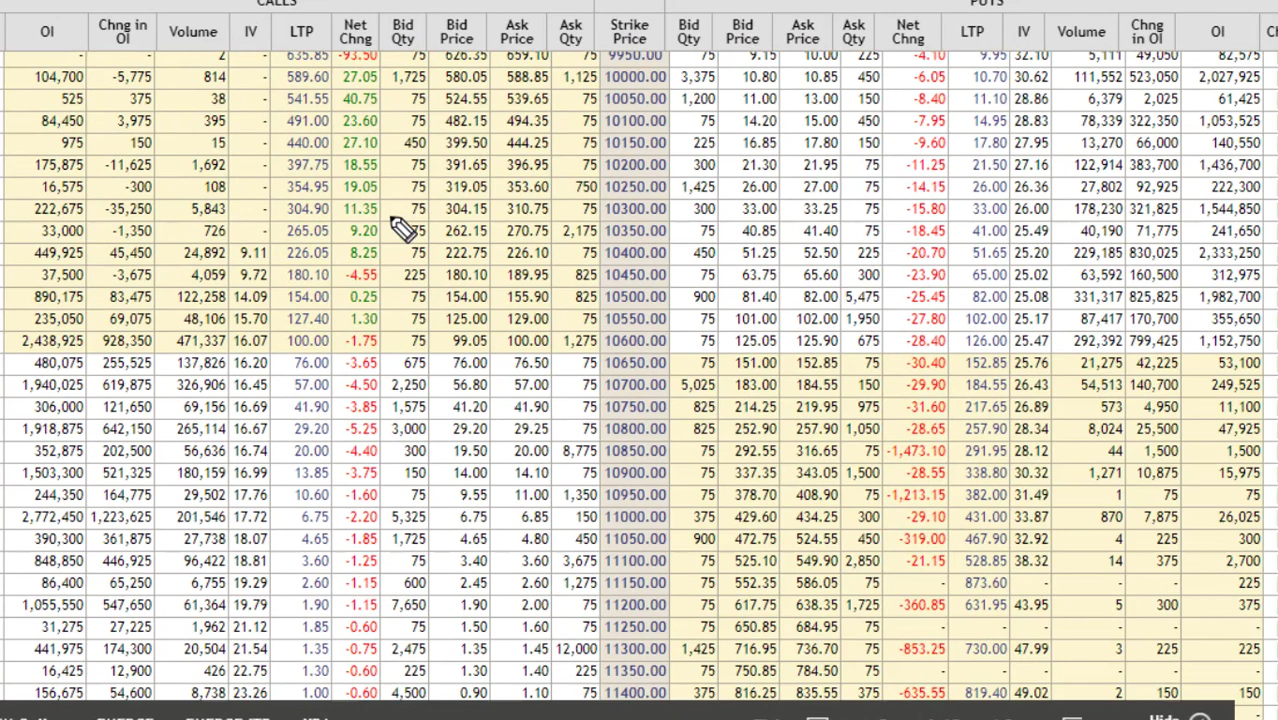 CALLS PUTS
OI Chng in OI Volume IV LTP Net Chng Bid Qty Bid Price Ask Price Ask Qty Strike Price Bid Qty Bid Price Ask Price Ask Qty Net Chng LTP IV Volume Chng in OI OI
- - 2 - 635.85 -93.50 75 626.35 659.10 75 9950.00 75 9.15 10.00 225 -4.10 9.95 32.10 5,111 49,050 82,575
104,700 -5,775 814 - 589.60 27.05 1,725 580.05 588.85 1,125 10000.00 3,375 10.80 10.85 450 -6.05 10.70 30.62 111,552 523,050 2,027,925
525 375 38 - 541.55 40.75 75 524.55 539.65 75 10050.00 1,200 11.00 13.00 150 -8.40 11.10 28.86 6,379 2,025 61,425
84,450 3,975 395 - 491.00 23.60 75 482.15 494.35 75 10100.00 75 14.20 15.00 450 -7.95 14.95 28.83 78,339 322,350 1,053,525
975 150 15 - 440.00 27.10 450 399.50 444.25 75 10150.00 225 16.85 17.80 150 -9.60 17.80 27.95 13,270 66,000 140,550
175,875 -11,625 1,692 - 397.75 18.55 75 391.65 396.95 75 10200.00 300 21.30 21.95 75 -11.25 21.50 27.16 122,914 383,700 1,436,700
16,575 -300 108 - 354.95 19.05 75 319.05 353.60 750 10250.00 1,425 26.00 27.00 75 -14.15 26.00 26.36 27,802 92,925 222,300
222,675 -35,250 5,843 - 304.90 11.35 75 304.15 310.75 75 10300.00 300 33.00 33.25 75 -15.80 33.00 26.00 178,230 321,825 1,544,850
33,000 -1,350 726 - 265.05 9.20 262.15 270.75 2,175 10350.00 75 40.85 41.40 75 -18.45 41.00 25.49 40,190 71,775 241,650
449,925 45,450 24,892 9.11 226.05 8.25 75 222.75 226.10 75 10400.00 450 51.25 52.50 225 -20.70 51.65 25.20 229,185 830,025 2,333,250
37,500 -3,675 4,059 9.72 180.10 -4.55 225 180.10 189.95 825 10450.00 75 63.75 65.60 300 -23.90 65.00 25.02 63,592 160,500 312,975
890,175 83,475 122,258 14.09 154.00 0.25 75 154.00 155.90 825 10500.00 900 81.40 82.00 5,475 -25.45 82.00 25.08 331,317 825,825 1,982,700
235,050 69,075 48,106 15.70 127.40 1.30 75 125.00 129.00 75 10550.00 75 101.00 102.00 1,950 -27.80 102.00 25.17 87,417 170,700 355,650
2,438,925 928,350 471,337 16.07 100.00 -1.75 75 99.05 100.00 1,275 10600.00 75 125.05 125.90 675 -28.40 126.00 25.47 292,392 799,425 1,152,750
480,075 255,525 137,826 16.20 76.00 -3.65 675 76.00 76.50 75 10650.00 75 151.00 152.85 75 -30.40 152.85 25.76 21,275 42,225 53,100
1,940,025 619,875 326,906 16.45 57.00 -4.50 2,250 56.80 57.00 75 10700.00 5,025 183.00 184.55 150 -29.90 184.55 26.43 54,513 140,700 249,525
306,000 121,650 69,156 16.69 41.90 -3.85 1,575 41.20 41.90 75 10750.00 825 214.25 219.95 975 -31.60 217.65 26.89 573 4,950 11,100
1,918,875 642,150 265,114 16.67 29.20 -5.25 3,000 29.20 29.25 75 10800.00 825 252.90 257.90 1,050 -28.65 257.90 28.34 8,024 25,500 47,925
352,875 202,500 56,636 16.74 20.00 -4.40 300 19.50 20.00 8,775 10850.00 75 292.55 316.65 75 -1,473.10 291.95 28.12 44 1,500 1,500
1,503,300 521,325 180,159 16.99 13.85 -3.75 150 14.00 14.10 75 10900.00 75 337.35 343.05 1,500 -28.55 338.80 30.32 1,271 10,875 15,975
244,350 164,775 29,502 17.76 10.60 -1.60 75 9.55 11.00 1,350 10950.00 75 378.70 408.90 75 -1,213.15 382.00 31.49 1 75 75
2,772,450 1,223,625 201,546 17.72 6.75 -2.20 5,325 6.75 6.85 150 11000.00 375 429.60 434.25 300 -29.10 431.00 33.87 870 7,875 26,025
390,300 361,875 27,738 18.07 4.65 -1.85 1,725 4.65 4.80 450 11050.00 900 472.75 524.55 450 -319.00 467.90 32.92 4 225 300
848,850 446,925 96,422 18.81 3.60 -1.25 75 3.40 3.60 3,675 11100.00 75 525.10 549.90 2,850 -21.15 528.85 38.32 14 375 2,700
86,400 65,250 6,755 19.29 2.60 -1.15 600 2.45 2.60 1,275 11150.00 75 552.35 586.05 75 - 873.60 - - - 225
1,055,550 547,650 61,364 19.79 1.90 -1.15 7,650 1.90 2.00 75 11200.00 75 617.75 638.35 1,725 -360.85 631.95 43.95 5 300 375
31,275 27,225 1,962 21.12 1.85 -0.60 75 1.50 1.60 75 11250.00 75 650.85 684.95 75 - - - - - -
441,975 174,300 20,504 21.54 1.35 -0.75 2,475 1.35 1.45 12,000 11300.00 1,425 716.95 736.70 75 -853.25 730.00 47.99 3 225 225
16,425 12,900 426 22.75 1.30 -0.60 225 1.30 1.40 225 11350.00 75 750.85 784.50 75 - - - - - -
156,675 54,600 8,738 23.26 1.00 -0.60 4,500 0.90 1.10 75 11400.00 375 816.25 835.55 375 -635.55 819.40 49.02 2 150 150